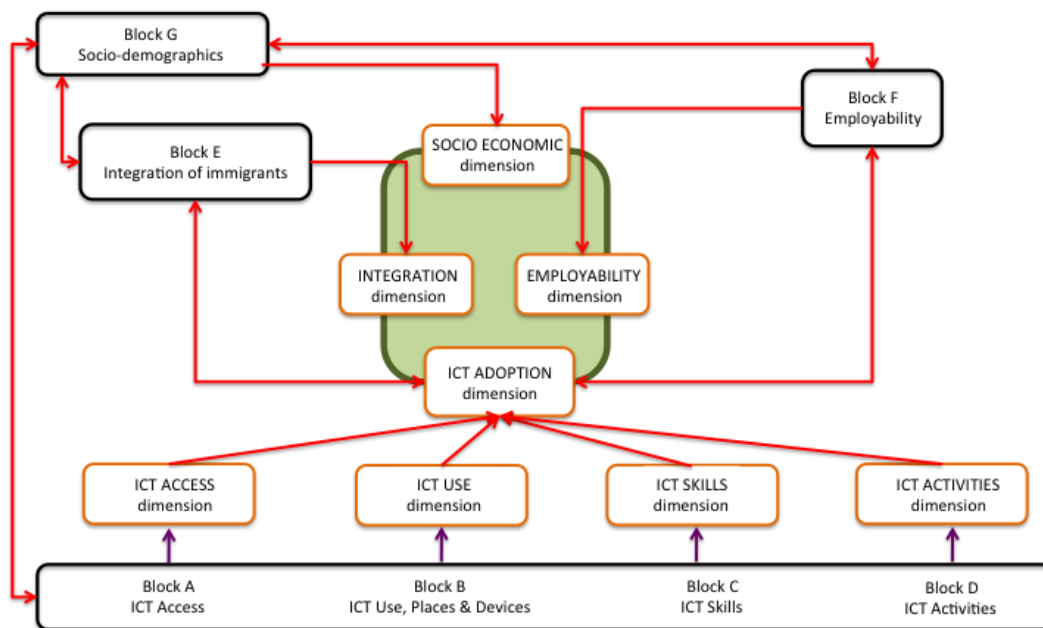 Block G
Socio-demographics
Block F
Employability
Block E
Integration of immigrants
SOCIO ECONOMIC
dimension
INTEGRATION
dimension
EMPLOYABILITY
dimension
ICT ADOPTION
dimension
ICT ACCESS
dimension
ICT USE
dimension
ICT SKILLS
dimension
ICT ACTIVITIES
dimension
Block A
ICT Access
Block B
ICT Use, Places & Devices
Block C
ICT Skills
Block D
ICT Activities